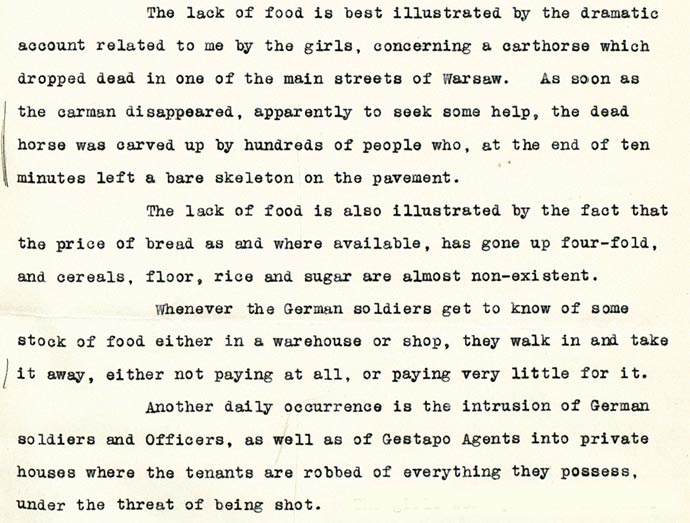 The lack of food is best illustrated by the dramatic
account related to me by the girls, concerning a carthorse which
dropped dead in one of the main streets of Warsaw. As soon as
the carman disappeared, apparently to seek some help, the dead
horse was carved up by hundreds of people who, at the end of ten
minutes left a bare skeleton on the pavement.
The lack of food is also illustrated by the fact that
the price of bread as and where available, has gone up four-fold,
and cereals, floor, rice and sugar are almost non-existent.
Whenever the German soldiers get to know of some
stock of food either in a warehouse or shop, they walk in and take
it away, either not paying at all, or paying very little for it.
Another daily occurrence is the intrusion of German
soldiers and Officers, as well as of Gestapo Agents into private
houses where the tenants are robbed of everything they possess,
under the threat of being shot.